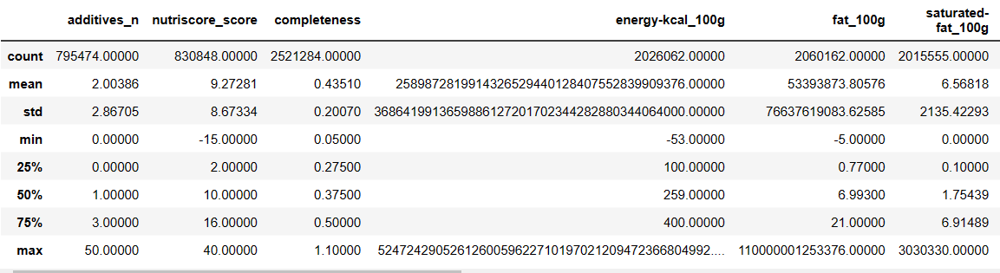 additives_n nutriscore_score completeness energy-kcal_100g fat_100g saturated-
fat_100g
count 795474.00000 830848.00000 2521284.00000 2026062.00000 2060162.00000 2015555.00000
mean 2.00386 9.27281 0.43510 258987281991432652944012840755283990937​6.00000 53393873.80576 6.56818
std 2.86705 8.67334 0.20070 368641991365988612720170234428288034406​4000.00000 76637619083.62585 2135.42293
min 0.00000 -15.00000 0.05000 -53.00000 -5.00000 0.00000
25% 0.00000 2.00000 0.27500 100.00000 0.77000 0.10000
50% 1.00000 10.00000 0.37500 259.00000 6.99300 1.75439
75% 3.00000 16.00000 0.50000 400.00000 21.00000 6.91489
max 50.00000 40.00000 1.10000 5247242905261260059622710197021209472366804992.... 110000001253376.00000 3030330.00000